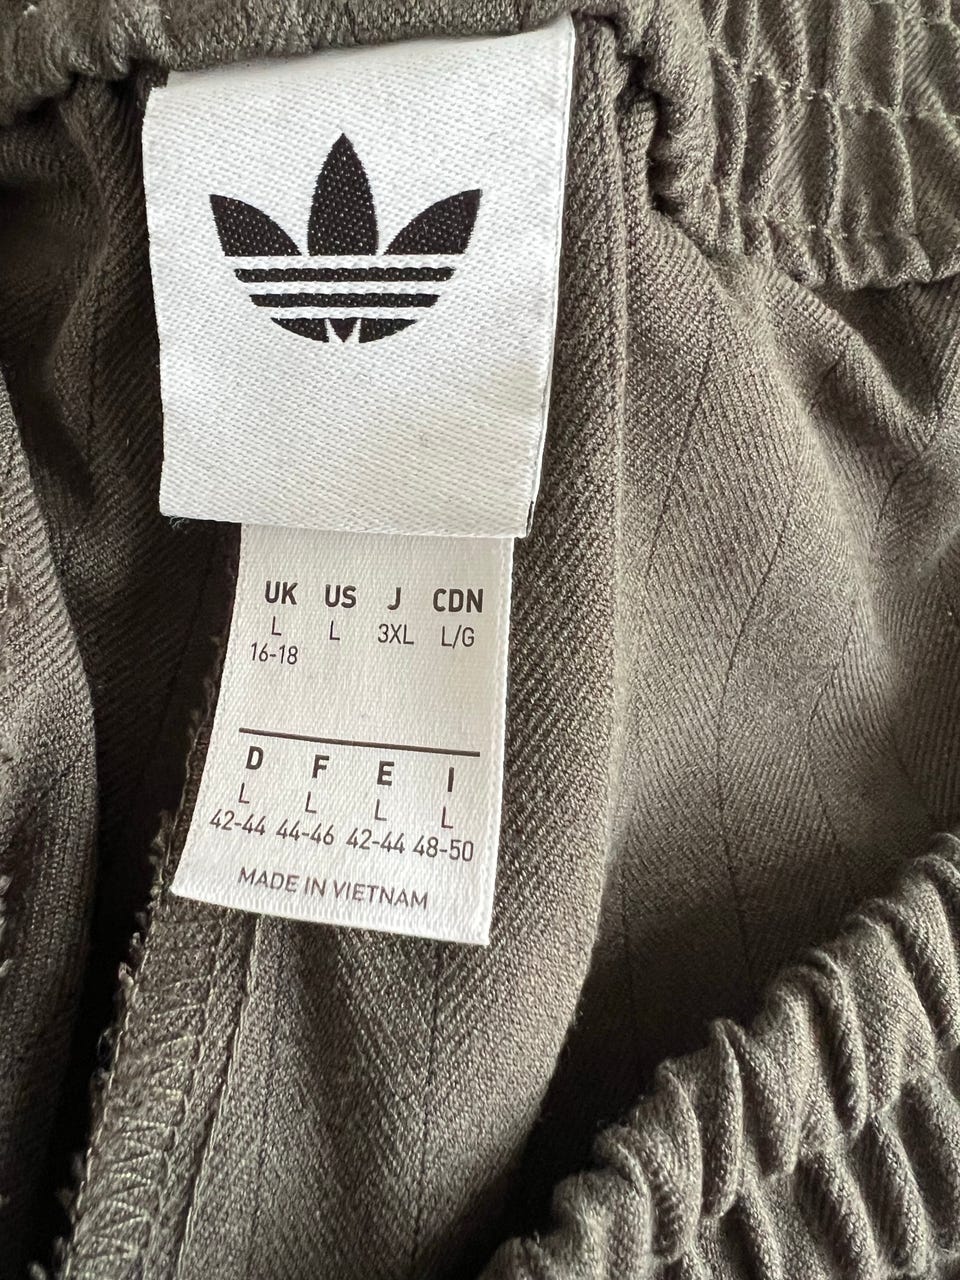 UK US J CDN
L L 3XL L/G
16-18
D F E I
L L L L
42-44 44-46 42-44 48-50
MADE IN VIETNAM